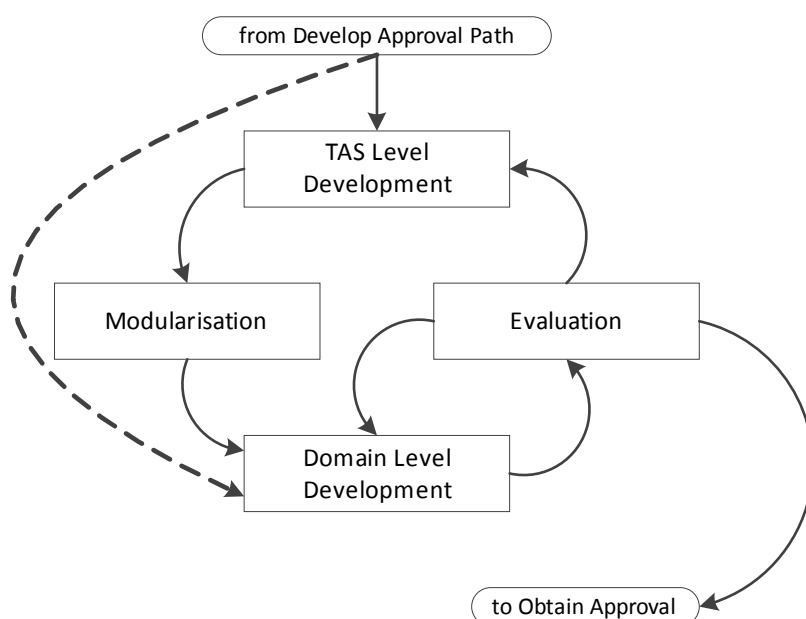 from Develop Approval Path
TAS Level
Development
Modularisation
Evaluation
Domain Level
Development
to Obtain Approval